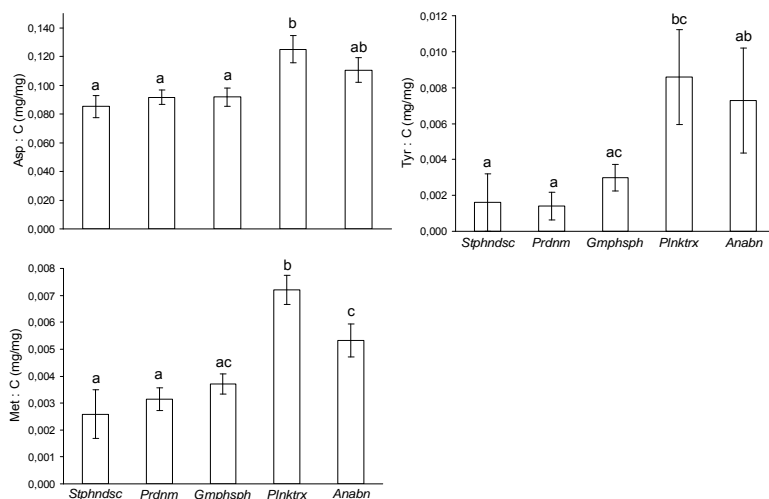 0,140
0,120
0,100
0,080
0,060
0,040
0,020
0,000
Asp : C (mg/mg)
a
a
a
b
ab
0,012
0,010
0,008
0,006
0,004
0,002
0,000
Tyr : C (mg/mg)
a
a
ac
bc
ab
Stphndsc Prdnm Gmphsph Plnktrx Anabn
0,008
0,007
0,006
0,005
0,004
0,003
0,002
0,001
0,000
Met : C (mg/mg)
a
a
ac
b
c
Stphndsc Prdnm Gmphsph Plnktrx Anabn